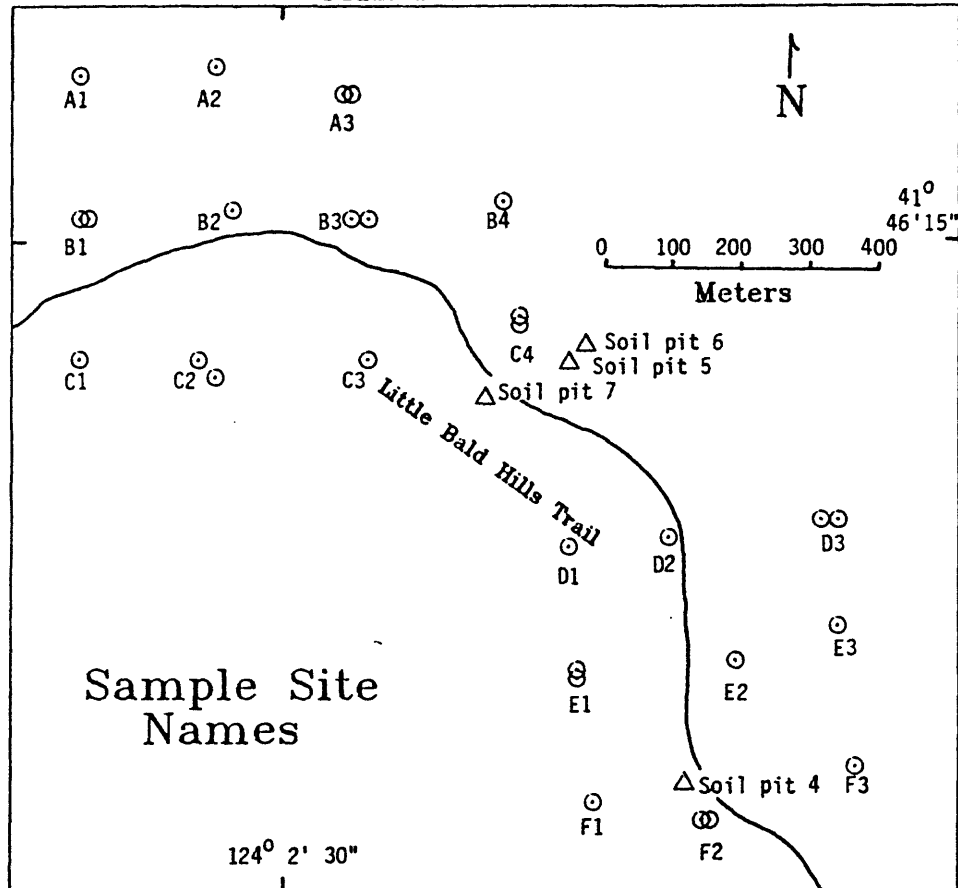 A1
A2
A3
N
B1
B2
B3
B4
41°
46'15"
0 100 200 300 400
Meters
C1
C2
C3
C4
Soil pit 6
Soil pit 5
Soil pit 7
Little Bald Hills Trail
D1
D2
D3
E1
E2
E3
Sample Site
Names
Soil pit 4
F1
F2
F3
124° 2' 30"